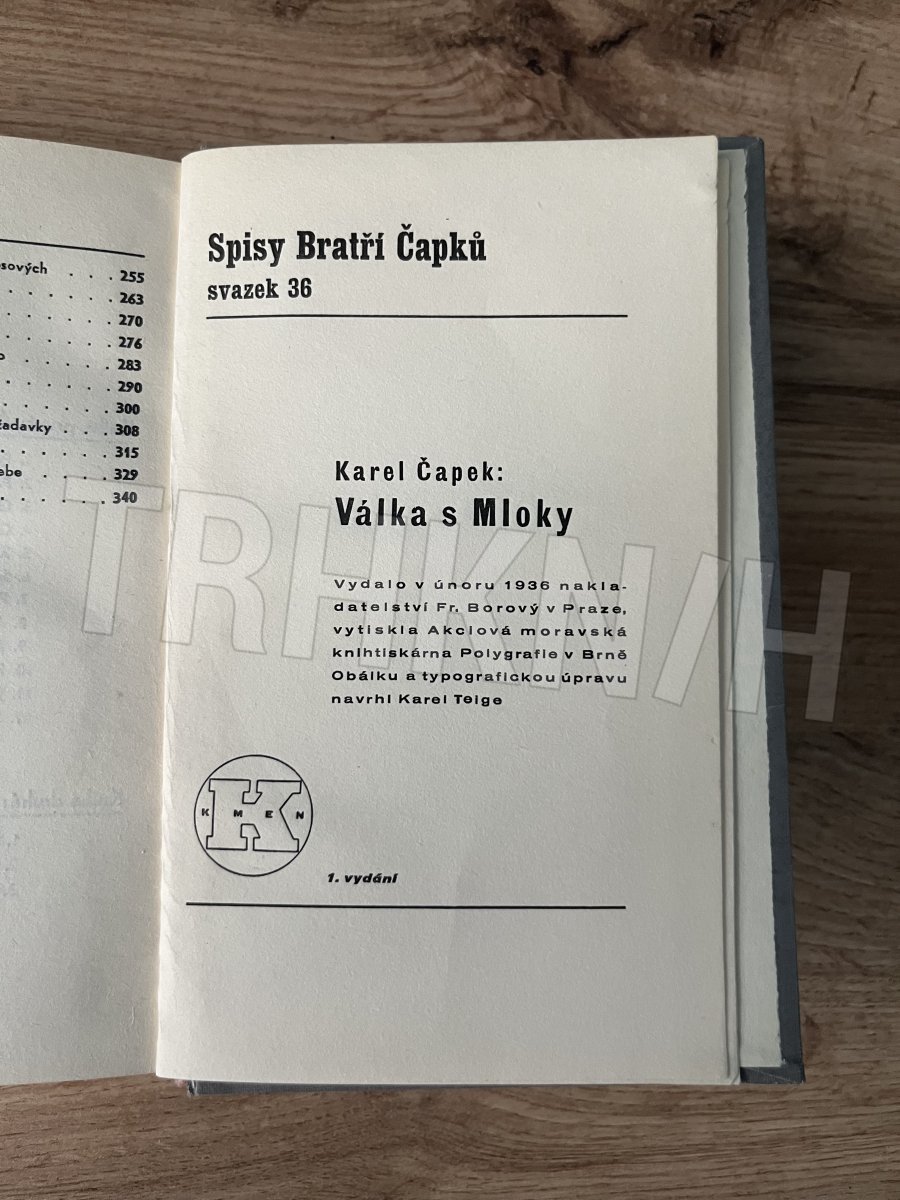 sových . . . 255
. . . . . . 263
. . . . . . 270
. . . . . . 276
. . . . . 283
. . . . . . 290
. . . . . . 300
žadavky . . . 308
. . . . . . 315
ebe . . . . 329
. . . . . . 340
Spisy Bratří Čapků
svazek 36
Karel Čapek:
Válka s Mloky
Vydalo v únoru 1936 nakla-
datelství Fr. Borový v Praze,
vytiskla Akciová moravská
knihtiskárna Polygrafie v Brně
Obálku a typografickou úpravu
navrhl Karel Teige
K
K M E N
1. vydání
TRHKNIH